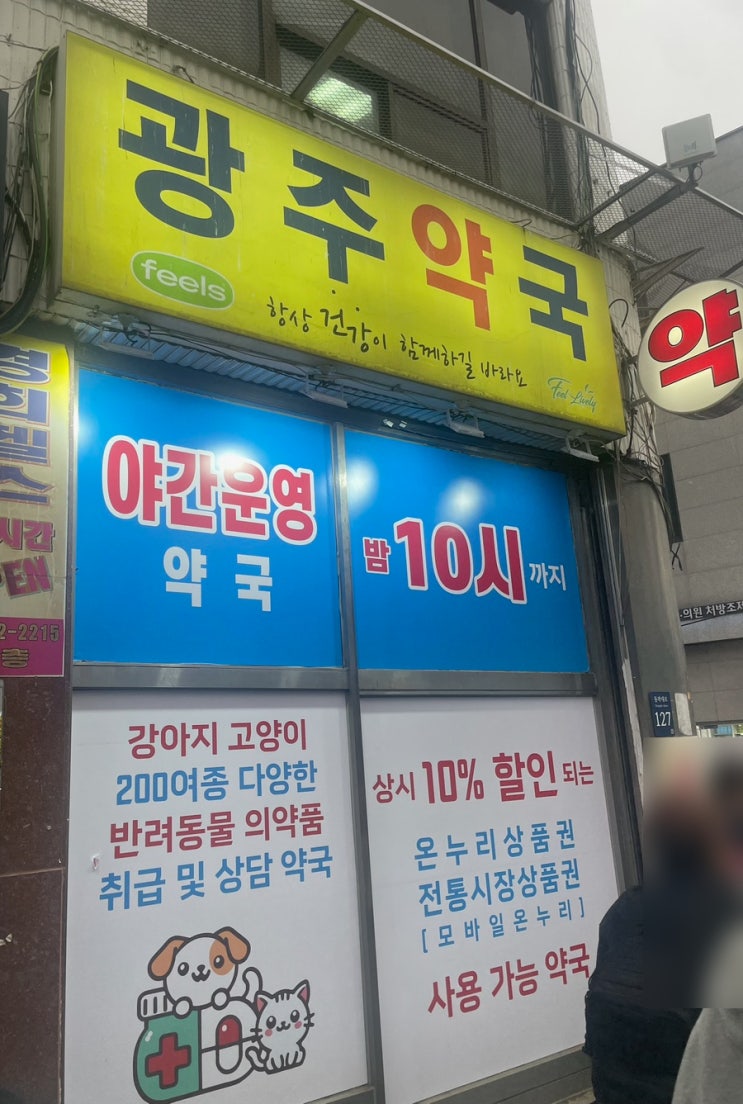 광주약국
feels
항상 건강이 함께하길 바라요
Feel Lively
약
야간운영
약국
밤 10시까지
시간
2-2215
층
의원 처방조제
127
강아지 고양이
200여종 다양한
반려동물 의약품
취급 및 상담 약국
상시 10% 할인 되는
온누리상품권
전통시장상품권
[모바일온누리]
사용 가능 약국